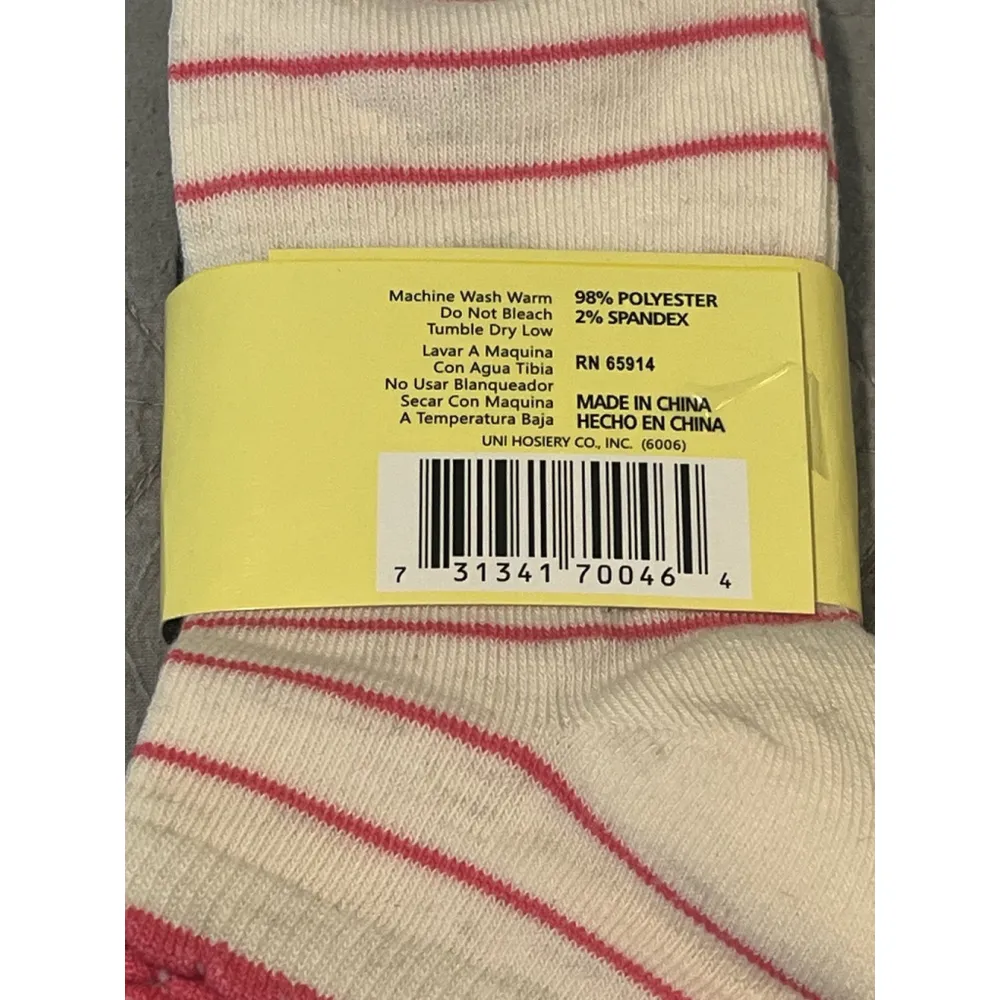 Machine Wash Warm
Do Not Bleach
Tumble Dry Low
Lavar A Maquina
Con Agua Tibia
No Usar Blanqueador
Secar Con Maquina
A Temperatura Baja
98% POLYESTER
2% SPANDEX
RN 65914
MADE IN CHINA
HECHO EN CHINA
UNI HOSIERY CO., INC. (6006)
7 31341 70046 4